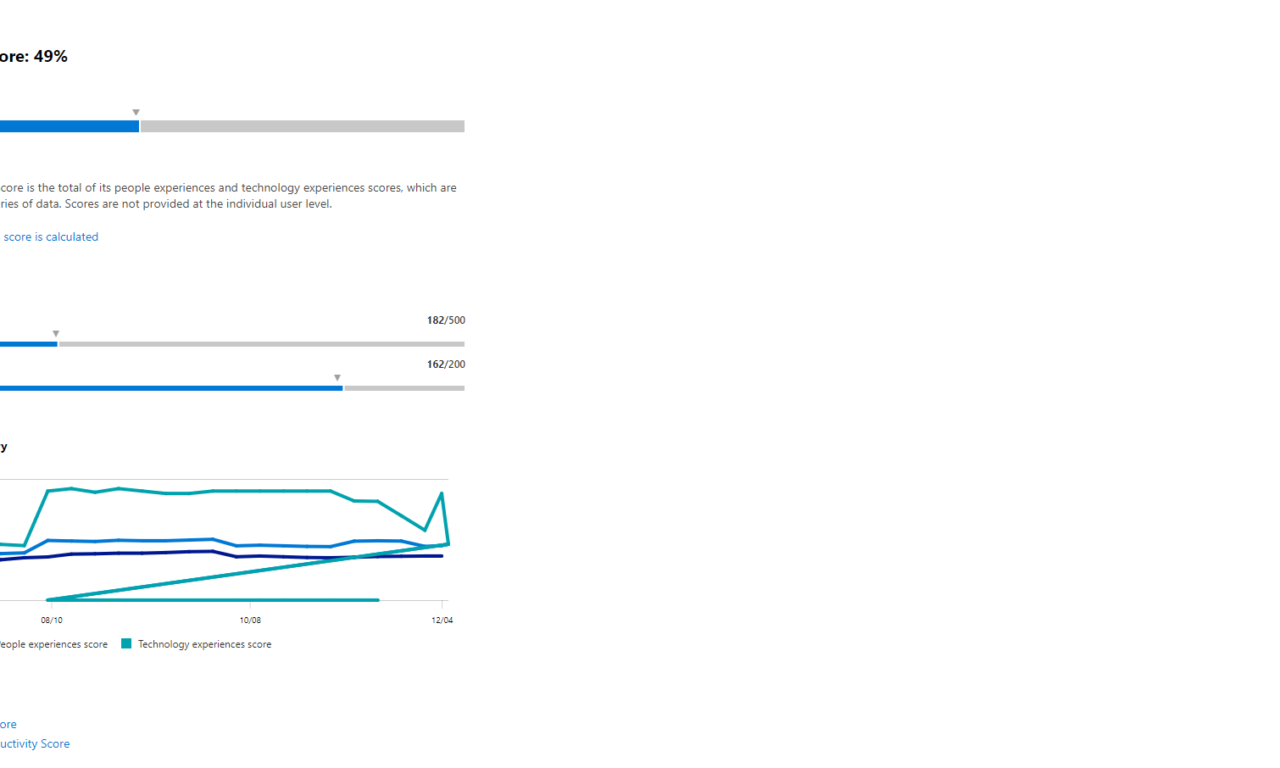 ore: 49%
core is the total of its people experiences and technology experiences scores, which are
ries of data. Scores are not provided at the individual user level.
score is calculated
182/500
162/200
ry
08/10 10/08 12/04
People experiences score Technology experiences score
ore
uctivity Score